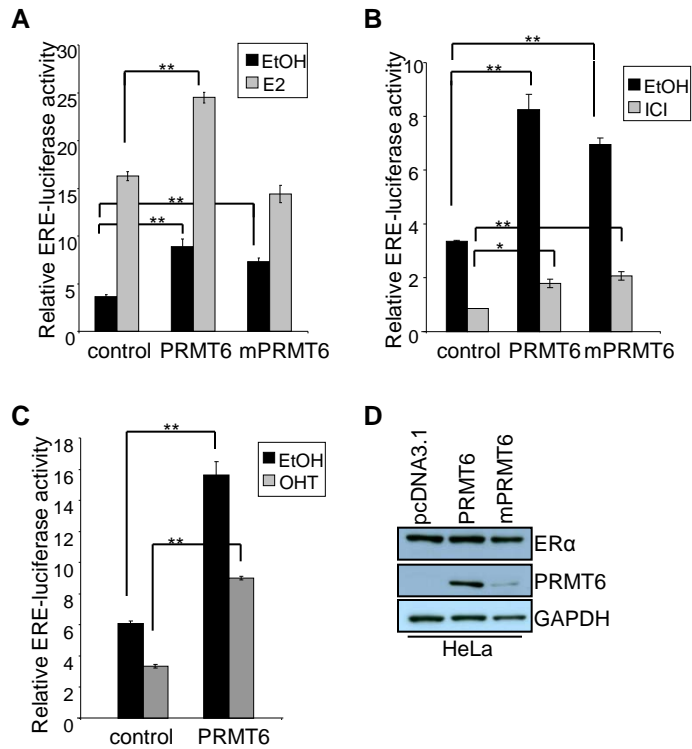 A
Relative ERE-luciferase activity
30
25
20
15
10
5
0
EtOH
E2
**
**
**
control PRMT6 mPRMT6
B
Relative ERE-luciferase activity
10
8
6
4
2
0
EtOH
ICI
**
**
**
*
control PRMT6 mPRMT6
C
Relative ERE-luciferase activity
18
16
14
12
10
8
6
4
2
0
EtOH
OHT
**
**
control PRMT6
D
pcDNA3.1
PRMT6
mPRMT6
ERα
PRMT6
GAPDH
HeLa